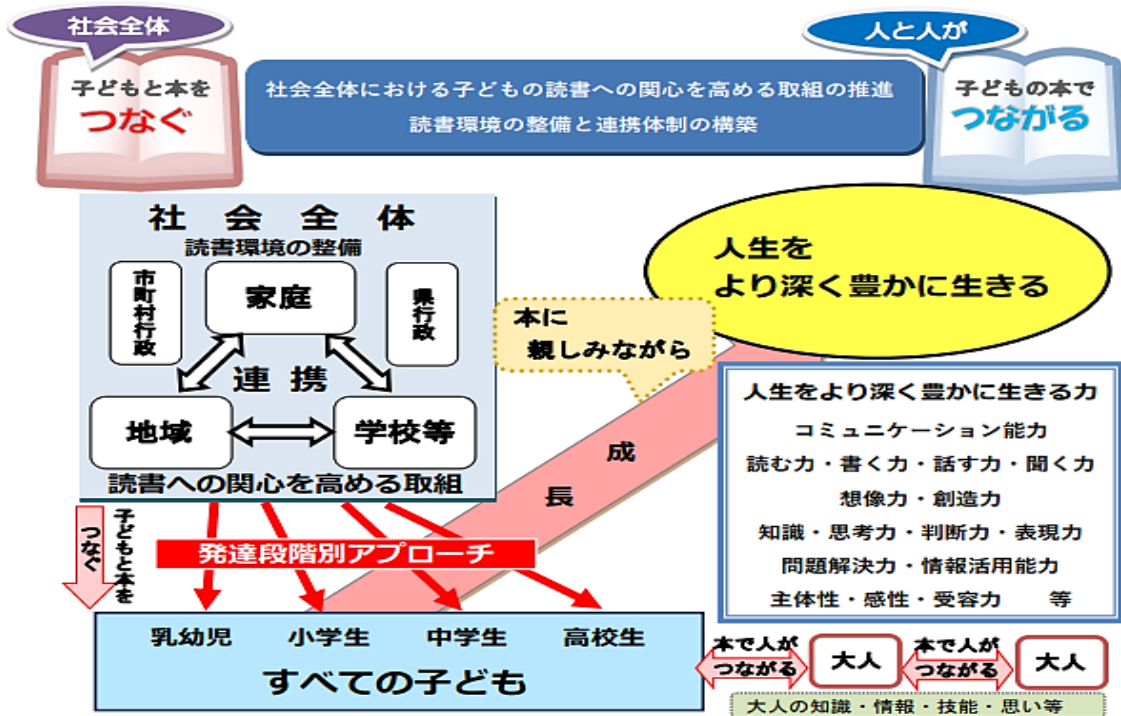 社会全体
子どもと本を
つなぐ
社会全体における子どもの読書への関心を高める取組の推進
読書環境の整備と連携体制の構築
人と人が
子どもの本で
つながる
社会全体
読書環境の整備
市町村行政
家庭
県行政
連携
地域
学校等
読書への関心を高める取組
本に
親しみながら
人生を
より深く豊かに生きる
成長
人生をより深く豊かに生きる力
コミュニケーション能力
読む力・書く力・話す力・聞く力
想像力・創造力
知識・思考力・判断力・表現力
問題解決力・情報活用能力
主体性・感性・受容力 等
子どもと本を
つなぐ
発達段階別アプローチ
乳幼児 小学生 中学生 高校生
すべての子ども
本で人が
つながる
大人
本で人が
つながる
大人
大人の知識・情報・技能・思い等